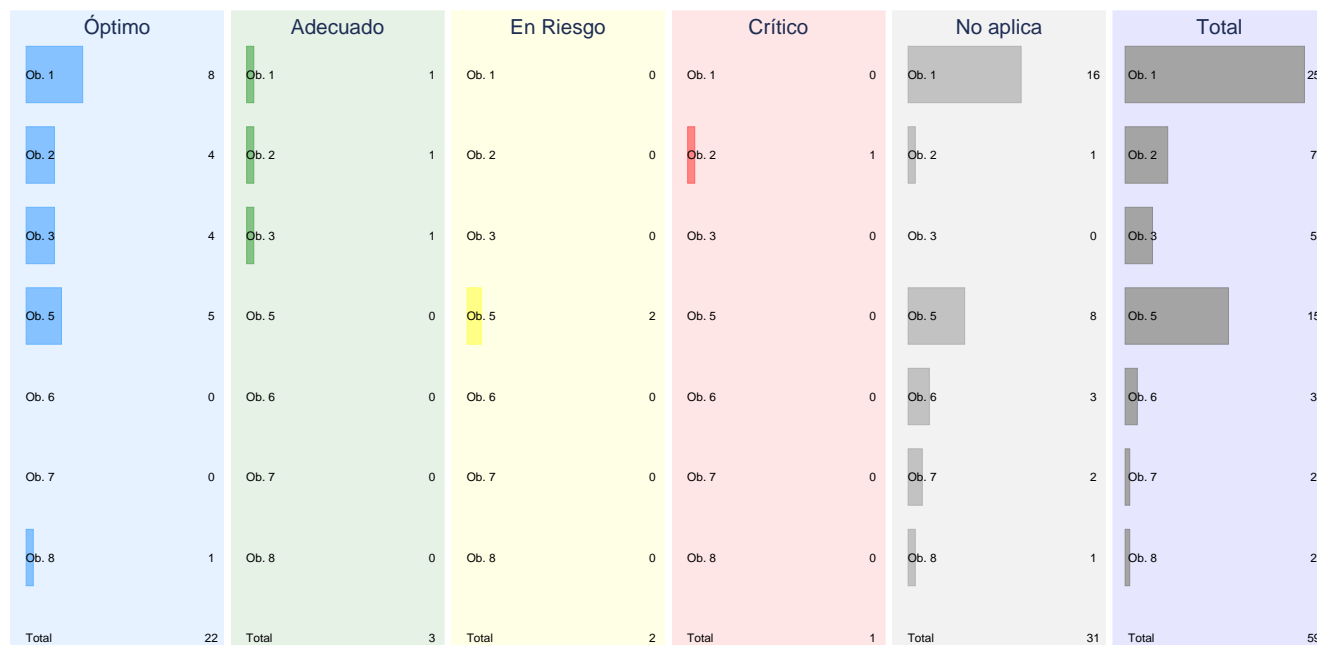 Óptimo Adecuado En Riesgo Crítico No aplica Total
Ob. 1 8 Ob. 1 1 Ob. 1 0 Ob. 1 0 Ob. 1 16 Ob. 1 25
Ob. 2 4 Ob. 2 1 Ob. 2 0 Ob. 2 1 Ob. 2 1 Ob. 2 7
Ob. 3 4 Ob. 3 1 Ob. 3 0 Ob. 3 0 Ob. 3 0 Ob. 3 5
Ob. 5 5 Ob. 5 0 Ob. 5 2 Ob. 5 0 Ob. 5 8 Ob. 5 15
Ob. 6 0 Ob. 6 0 Ob. 6 0 Ob. 6 0 Ob. 6 3 Ob. 6 3
Ob. 7 0 Ob. 7 0 Ob. 7 0 Ob. 7 0 Ob. 7 2 Ob. 7 2
Ob. 8 1 Ob. 8 0 Ob. 8 0 Ob. 8 0 Ob. 8 1 Ob. 8 2
Total 22 Total 3 Total 2 Total 1 Total 31 Total 59